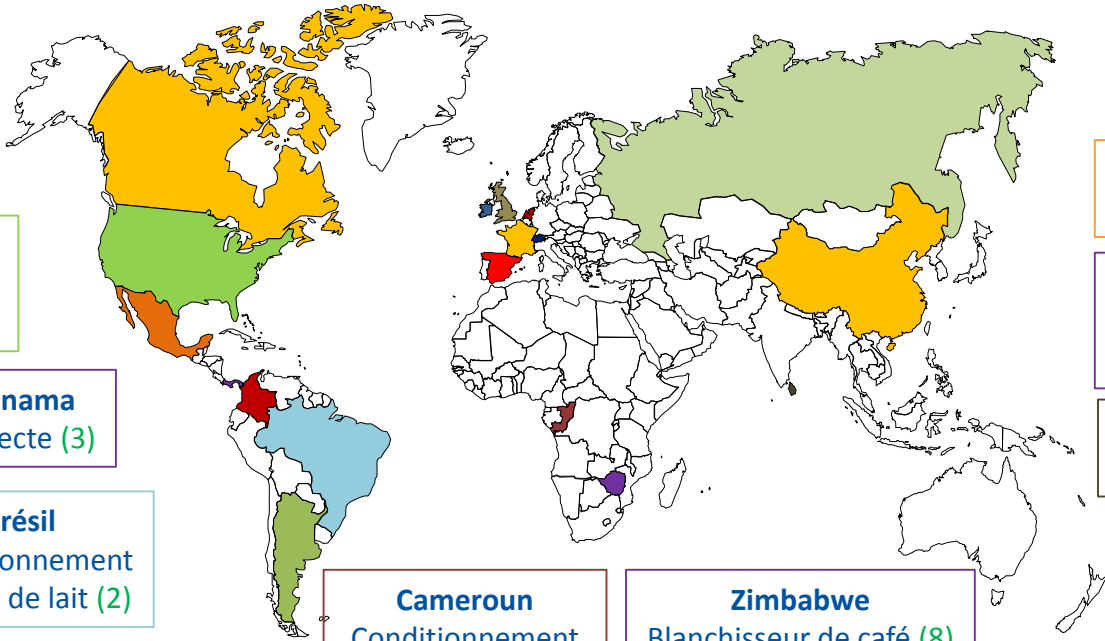 nama
ecte (3)
résil
onnement
de lait (2)
Cameroun
Conditionnement
Zimbabwe
Blanchisseur de café (8)